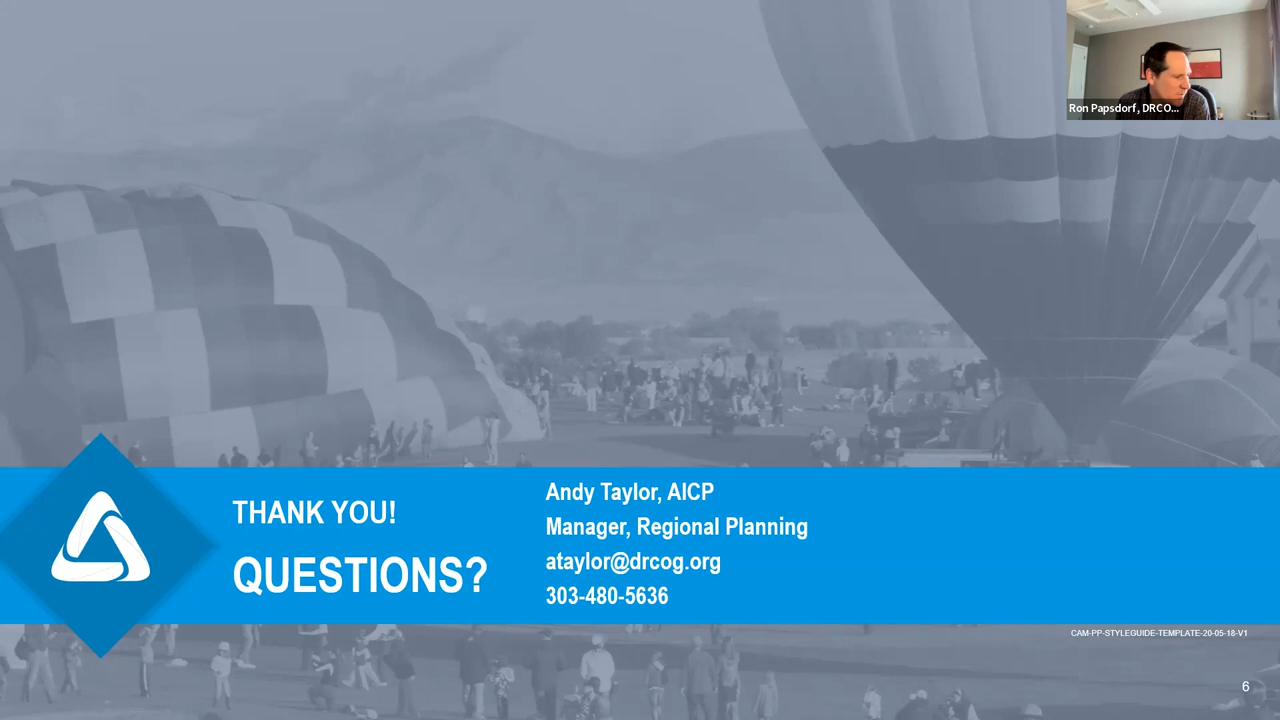 Ron Papsdorf, DRCO...
THANK YOU!
QUESTIONS?
Andy Taylor, AICP
Manager, Regional Planning
ataylor@drcog.org
303-480-5636
CAM-PP-STYLEGUIDE-TEMPLATE-20-05-18-V1
6